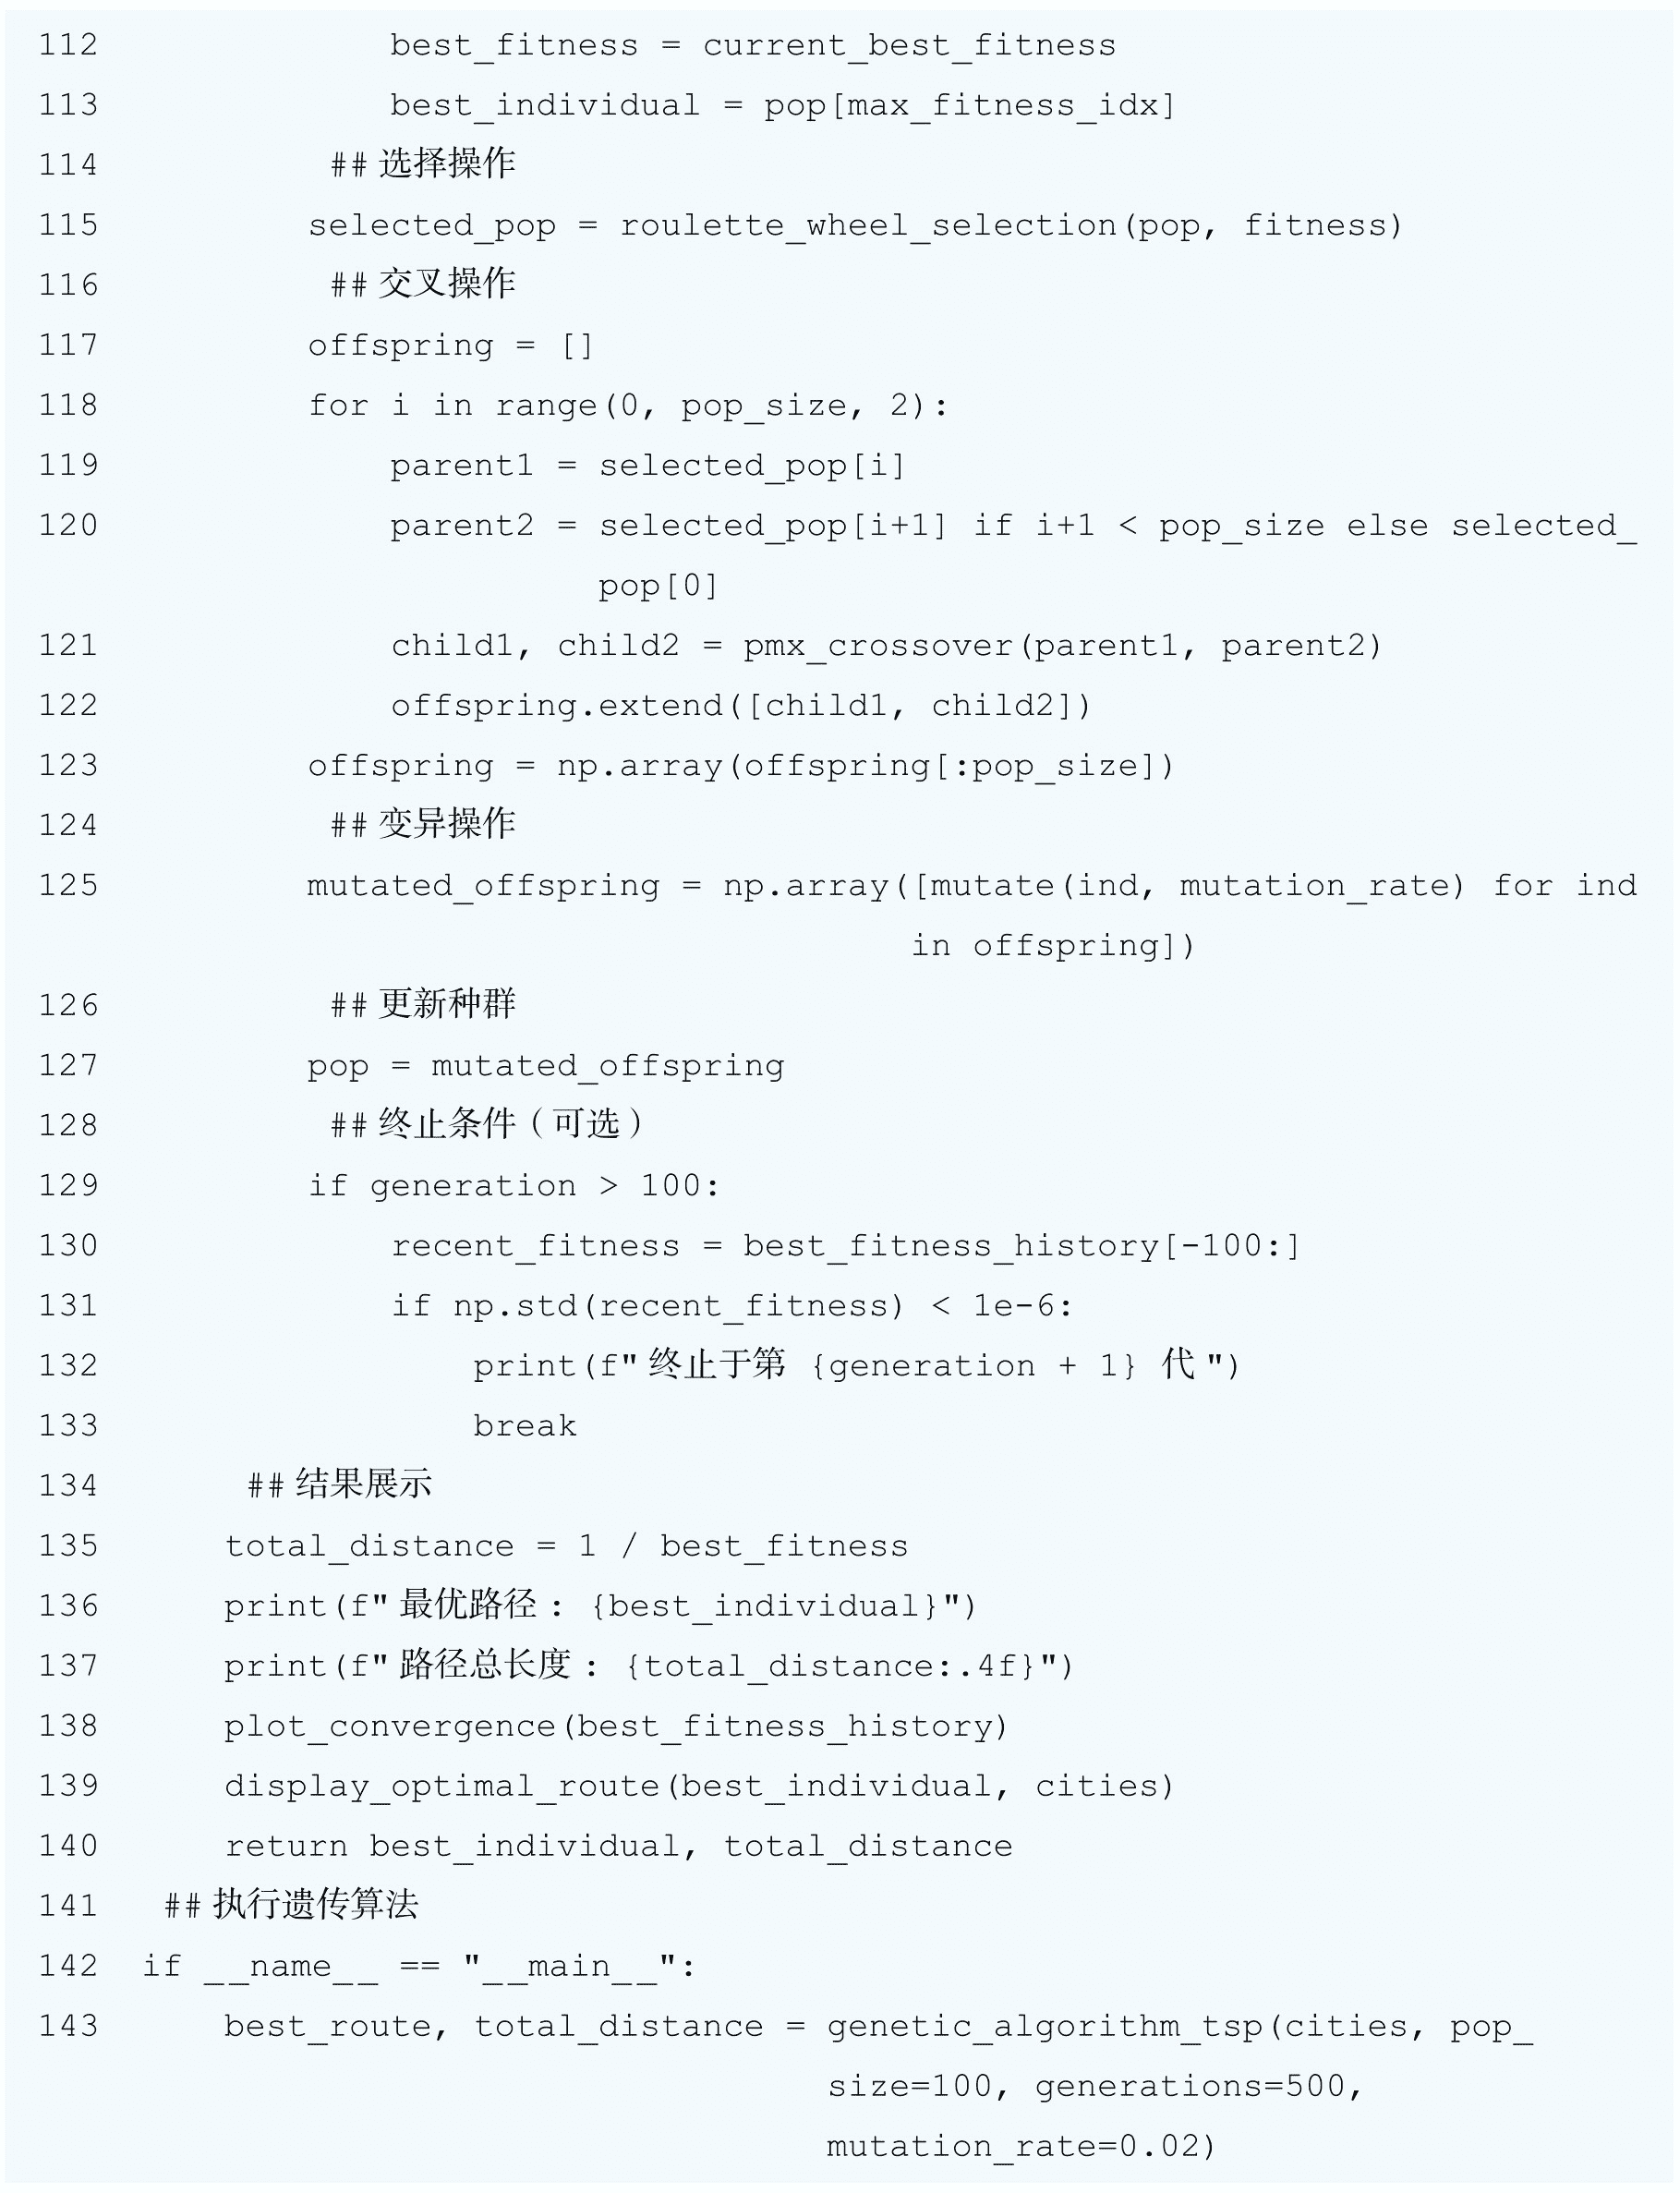 112              best_fitness = current_best_fitness
113              best_individual = pop[max_fitness_idx]
114           ##选择操作
115          selected_pop = roulette_wheel_selection(pop, fitness)
116           ##交叉操作
117          offspring = []
118          for i in range(0, pop_size, 2):
119              parent1 = selected_pop[i]
120              parent2 = selected_pop[i+1] if i+1 < pop_size else selected_
                        pop[0]
121              child1, child2 = pmx_crossover(parent1, parent2)
122              offspring.extend([child1, child2])
123          offspring = np.array(offspring[:pop_size])
124           ##变异操作
125          mutated_offspring = np.array([mutate(ind, mutation_rate) for ind
                                       in offspring])
126           ##更新种群
127          pop = mutated_offspring
128           ##终止条件（可选）
129          if generation > 100:
130              recent_fitness = best_fitness_history[-100:]
131              if np.std(recent_fitness) < 1e-6:
132                  print(f"终止于第 {generation + 1} 代")
133                  break
134       ##结果展示
135      total_distance = 1 / best_fitness
136      print(f"最优路径: {best_individual}")
137      print(f"路径总长度: {total_distance:.4f}")
138      plot_convergence(best_fitness_history)
139      display_optimal_route(best_individual, cities)
140      return best_individual, total_distance
141   ##执行遗传算法
142  if __name__ == "__main__":
143      best_route, total_distance = genetic_algorithm_tsp(cities, pop_
                                   size=100, generations=500,
                                   mutation_rate=0.02)